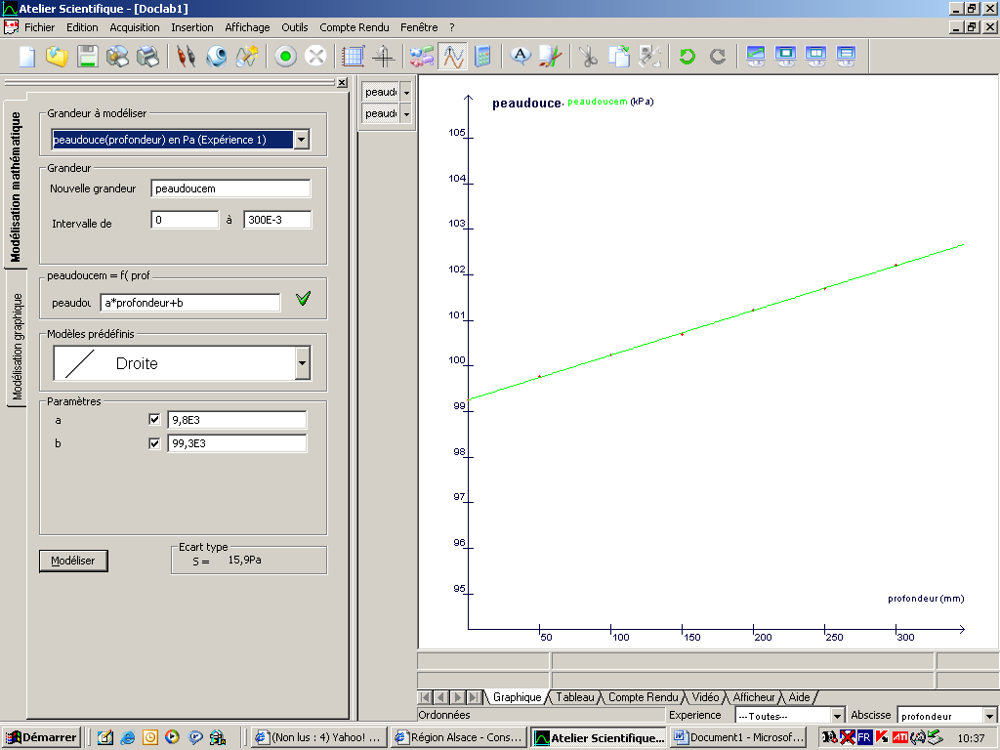 Atelier Scientifique - [Doclab1]
Fichier Edition Acquisition Insertion Affichage Outils Compte Rendu Fenêtre ?
Modélisation mathématique
Modélisation graphique
Grandeur à modéliser
peaudouce(profondeur) en Pa (Expérience 1)
Grandeur
Nouvelle grandeur peaudoucem
Intervalle de 0 à 300E-3
peaudoucem = f( prof
peaudou a*profondeur+b
Modèles prédéfinis
Droite
Paramètres
a 9,8E3
b 99,3E3
Modéliser
Ecart type
S = 15,9Pa
peaud
peaud
peaudouce, peaudoucem (kPa)
105
104
103
102
101
100
99
98
97
96
95
profondeur (mm)
50 100 150 200 250 300
Graphique Tableau Compte Rendu Vidéo Afficheur Aide
Ordonnées Experience ---Toutes--- Abscisse profondeur
Démarrer (Non lus : 4) Yahoo! ... Région Alsace - Cons... Atelier Scientifique... Document1 - Microsof... FR ATI 10:37